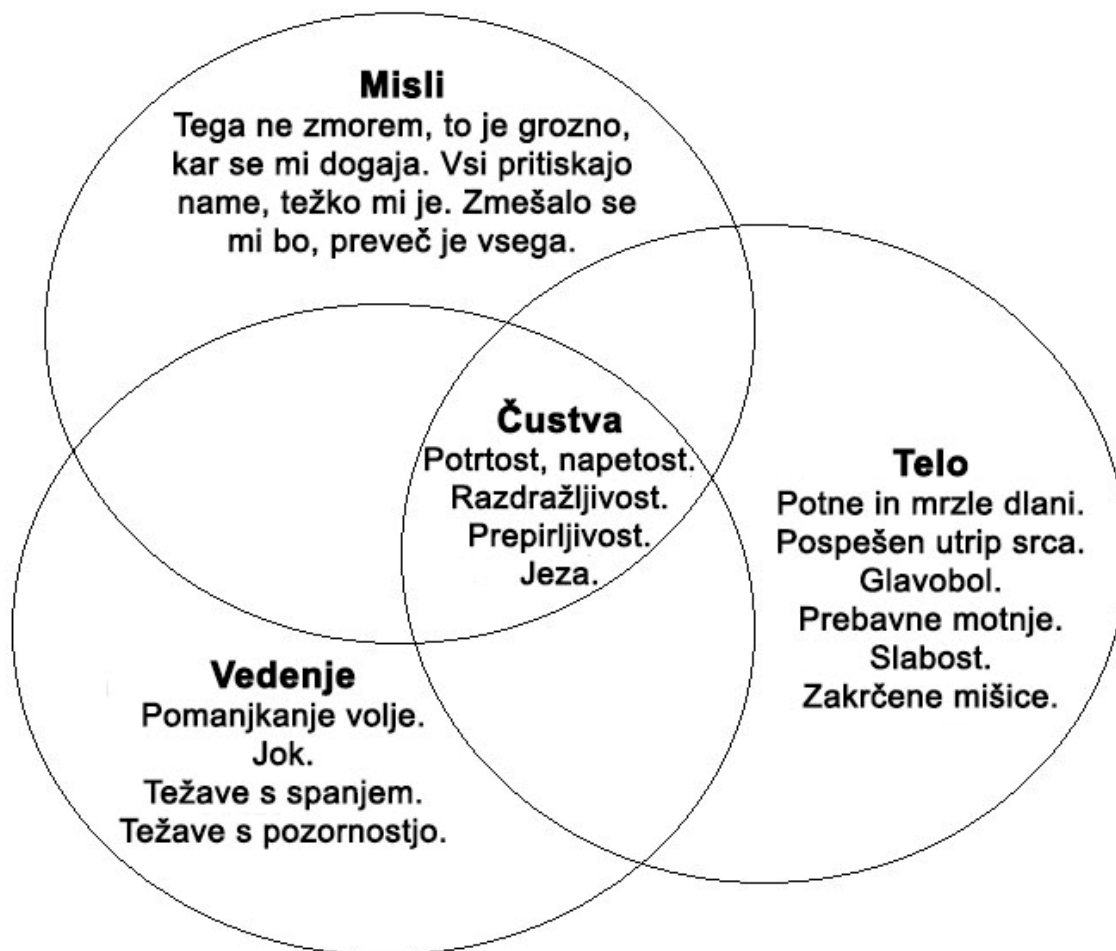 Misli
Tega ne zmorem, to je grozno,
kar se mi dogaja. Vsi pritiskajo
name, težko mi je. Zmešalo se
mi bo, preveč je vsega.
Čustva
Potrtost, napetost.
Razdražljivost.
Prepirljivost.
Jeza.
Telo
Potne in mrzle dlani.
Pospešen utrip srca.
Glavobol.
Prebavne motnje.
Slabost.
Zakrčene mišice.
Vedenje
Pomanjkanje volje.
Jok.
Težave s spanjem.
Težave s pozornostjo.